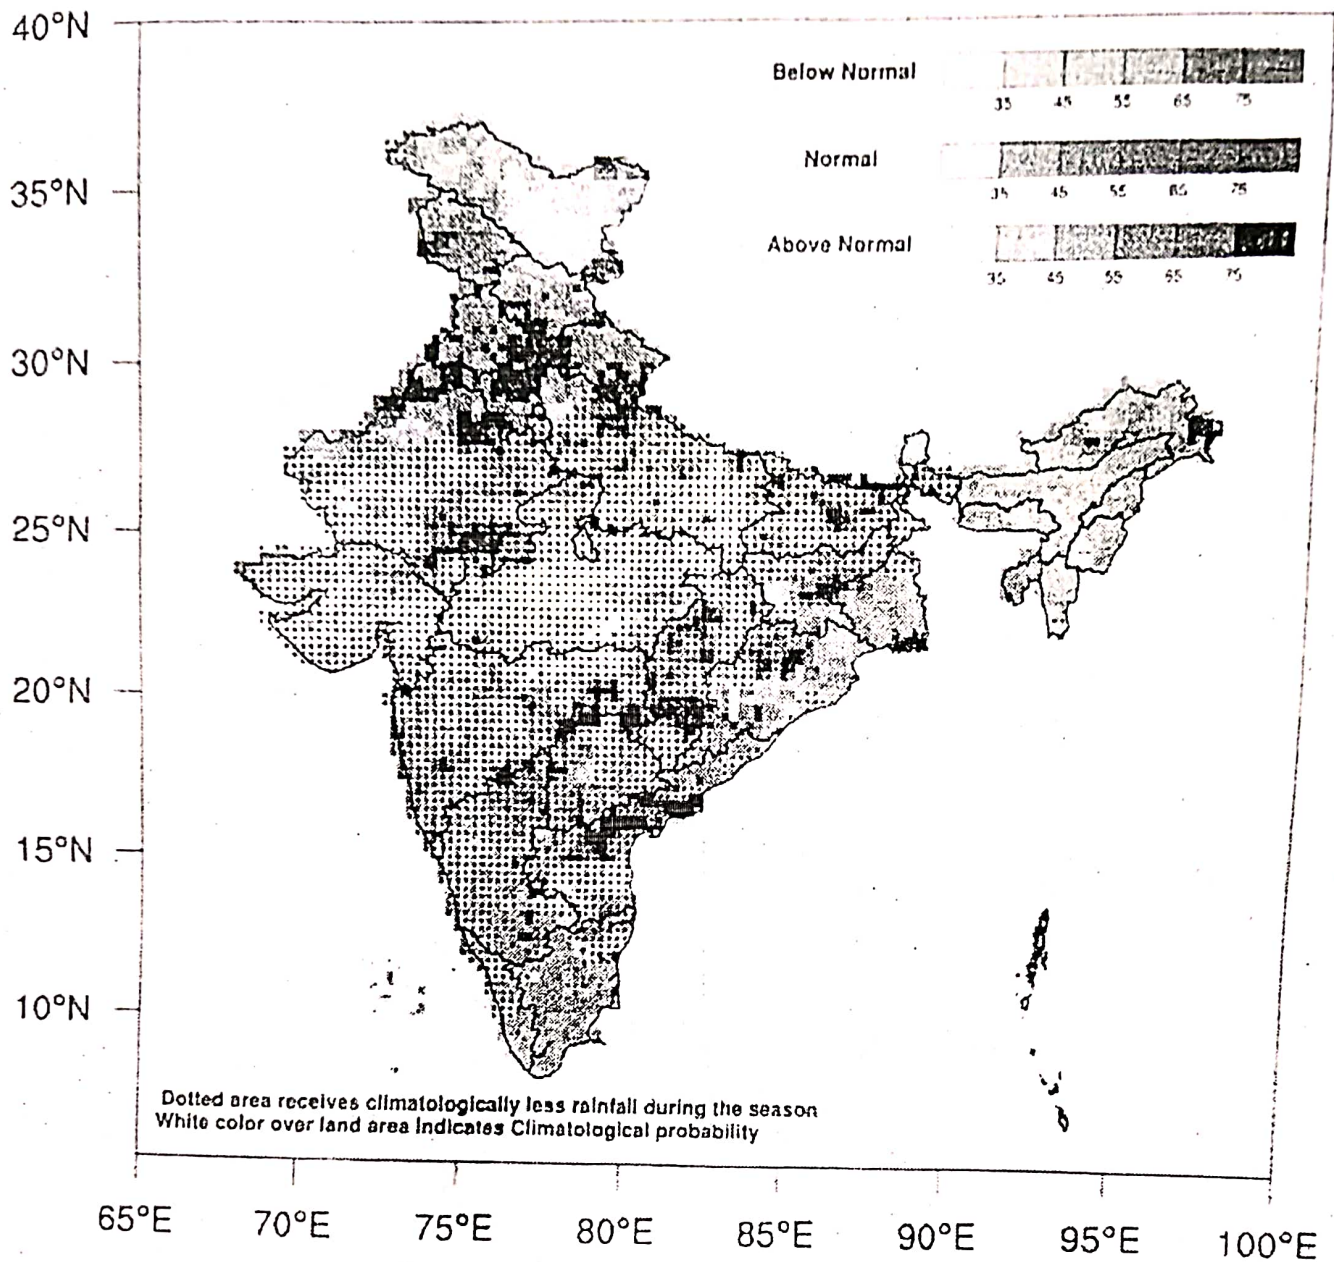 40°N
Below Normal
35 45 55 65 75
Normal
35 45 55 65 75
35°N
Above Normal
35 45 55 65 75
30°N
25°N
20°N
15°N
10°N
Dotted area receives climatologically less rainfall during the season
White color over land area indicates Climatological probability
65°E 70°E 75°E 80°E 85°E 90°E 95°E 100°E